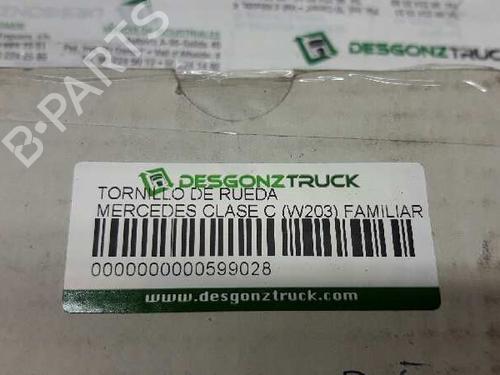 DESGONZTRUCK
B-PARTS
DESGONZTRUCK
TORNILLO DE RUEDA
MERCEDES CLASE C (W203) FAMILIAR
0000000000599028
www.desgonztruck.com